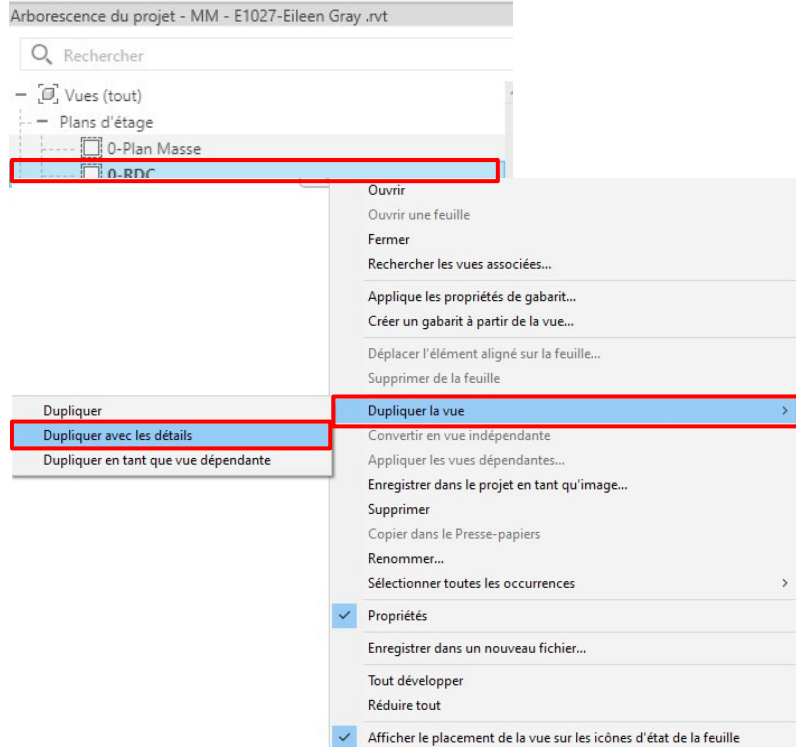 Arborescence du projet - MM - E1027-Eileen Gray .rvt
Rechercher
Vues (tout)
Plans d'étage
0-Plan Masse
0-RDC
Ouvrir
Ouvrir une feuille
Fermer
Rechercher les vues associées...
Applique les propriétés de gabarit...
Créer un gabarit à partir de la vue...
Déplacer l'élément aligné sur la feuille...
Supprimer de la feuille
Dupliquer la vue
Dupliquer
Dupliquer avec les détails
Dupliquer en tant que vue dépendante
Convertir en vue indépendante
Appliquer les vues dépendantes...
Enregistrer dans le projet en tant qu'image...
Supprimer
Copier dans le Presse-papiers
Renommer...
Sélectionner toutes les occurrences
Propriétés
Enregistrer dans un nouveau fichier...
Tout développer
Réduire tout
Afficher le placement de la vue sur les icônes d'état de la feuille